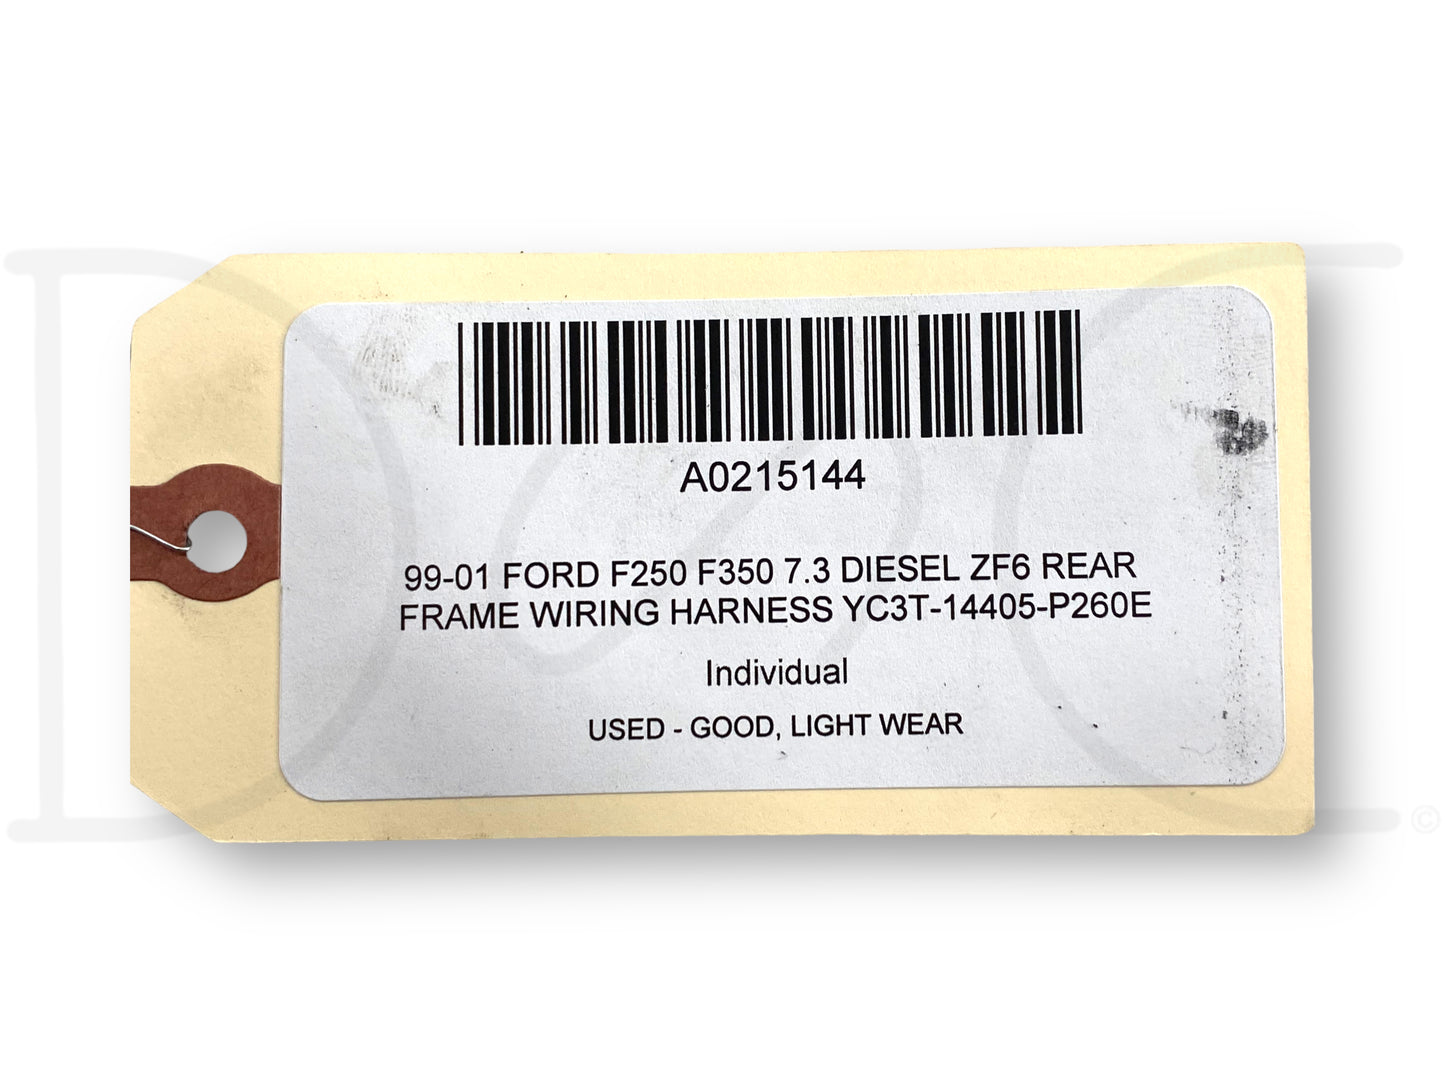 A0215144
99-01 FORD F250 F350 7.3 DIESEL ZF6 REAR
FRAME WIRING HARNESS YC3T-14405-P260E
Individual
USED - GOOD, LIGHT WEAR
D&C ©